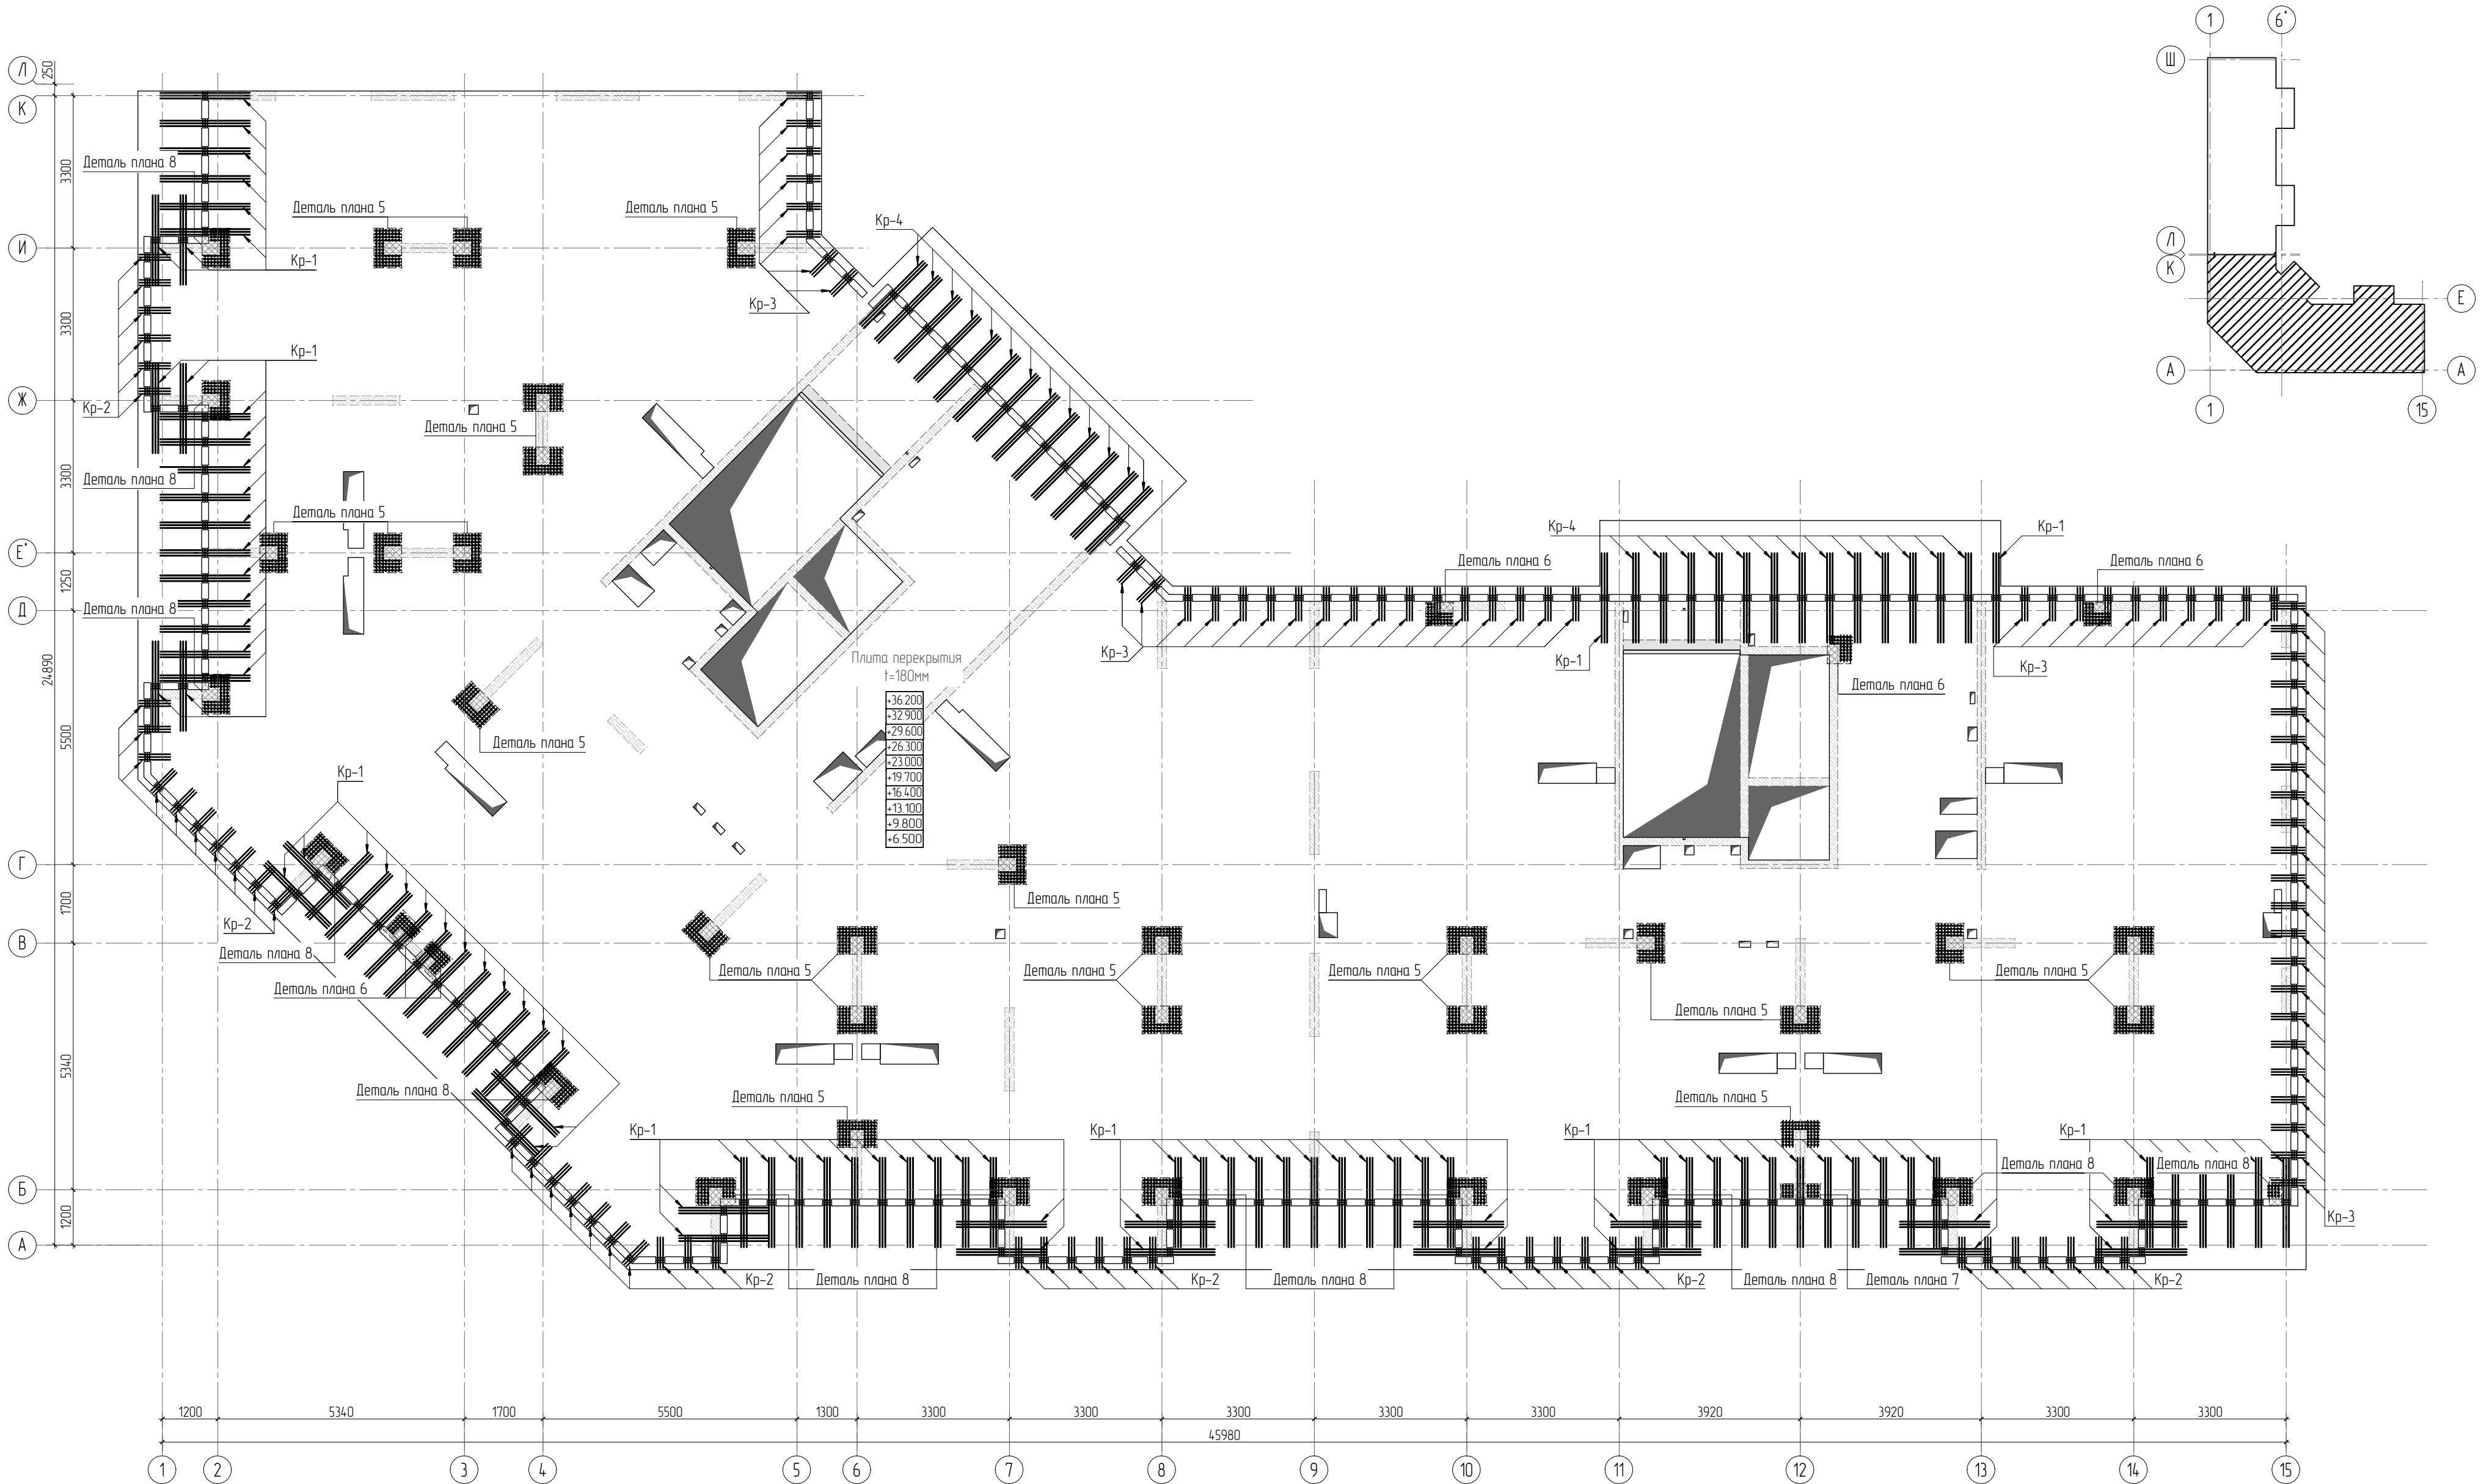 1
6*
Ш
Л
К
Е
А
А
1
15
Л
250
К
3300
Деталь плана 8
Деталь плана 5
Деталь плана 5
Кр-4
И
Кр-1
Кр-3
3300
Кр-1
Ж
Кр-2
Деталь плана 5
3300
Деталь плана 8
Деталь плана 5
Кр-4
Кр-1
Е*
Деталь плана 6
Деталь плана 6
1250
Д
Деталь плана 8
24890
Кр-3
Кр-1
Кр-3
Плита перекрытия
t=180мм
Деталь плана 6
+36.200
+32.900
+29.600
+26.300
+23.000
+19.700
+16.400
+13.100
+9.800
+6.500
5500
Деталь плана 5
Кр-1
Г
1700
Деталь плана 5
Кр-2
В
Деталь плана 8
Деталь плана 5
Деталь плана 5
Деталь плана 5
Деталь плана 5
Деталь плана 6
Деталь плана 5
5340
Деталь плана 8
Деталь плана 5
Деталь плана 5
Кр-1
Кр-1
Кр-1
Кр-1
Деталь плана 8
Деталь плана 8
Б
1200
Кр-3
А
Кр-2
Деталь плана 8
Кр-2
Деталь плана 8
Кр-2
Деталь плана 8
Деталь плана 7
Кр-2
1200
5340
1700
5500
1300
3300
3300
3300
3300
3300
3920
3920
3300
3300
45980
1
2
3
4
5
6
7
8
9
10
11
12
13
14
15